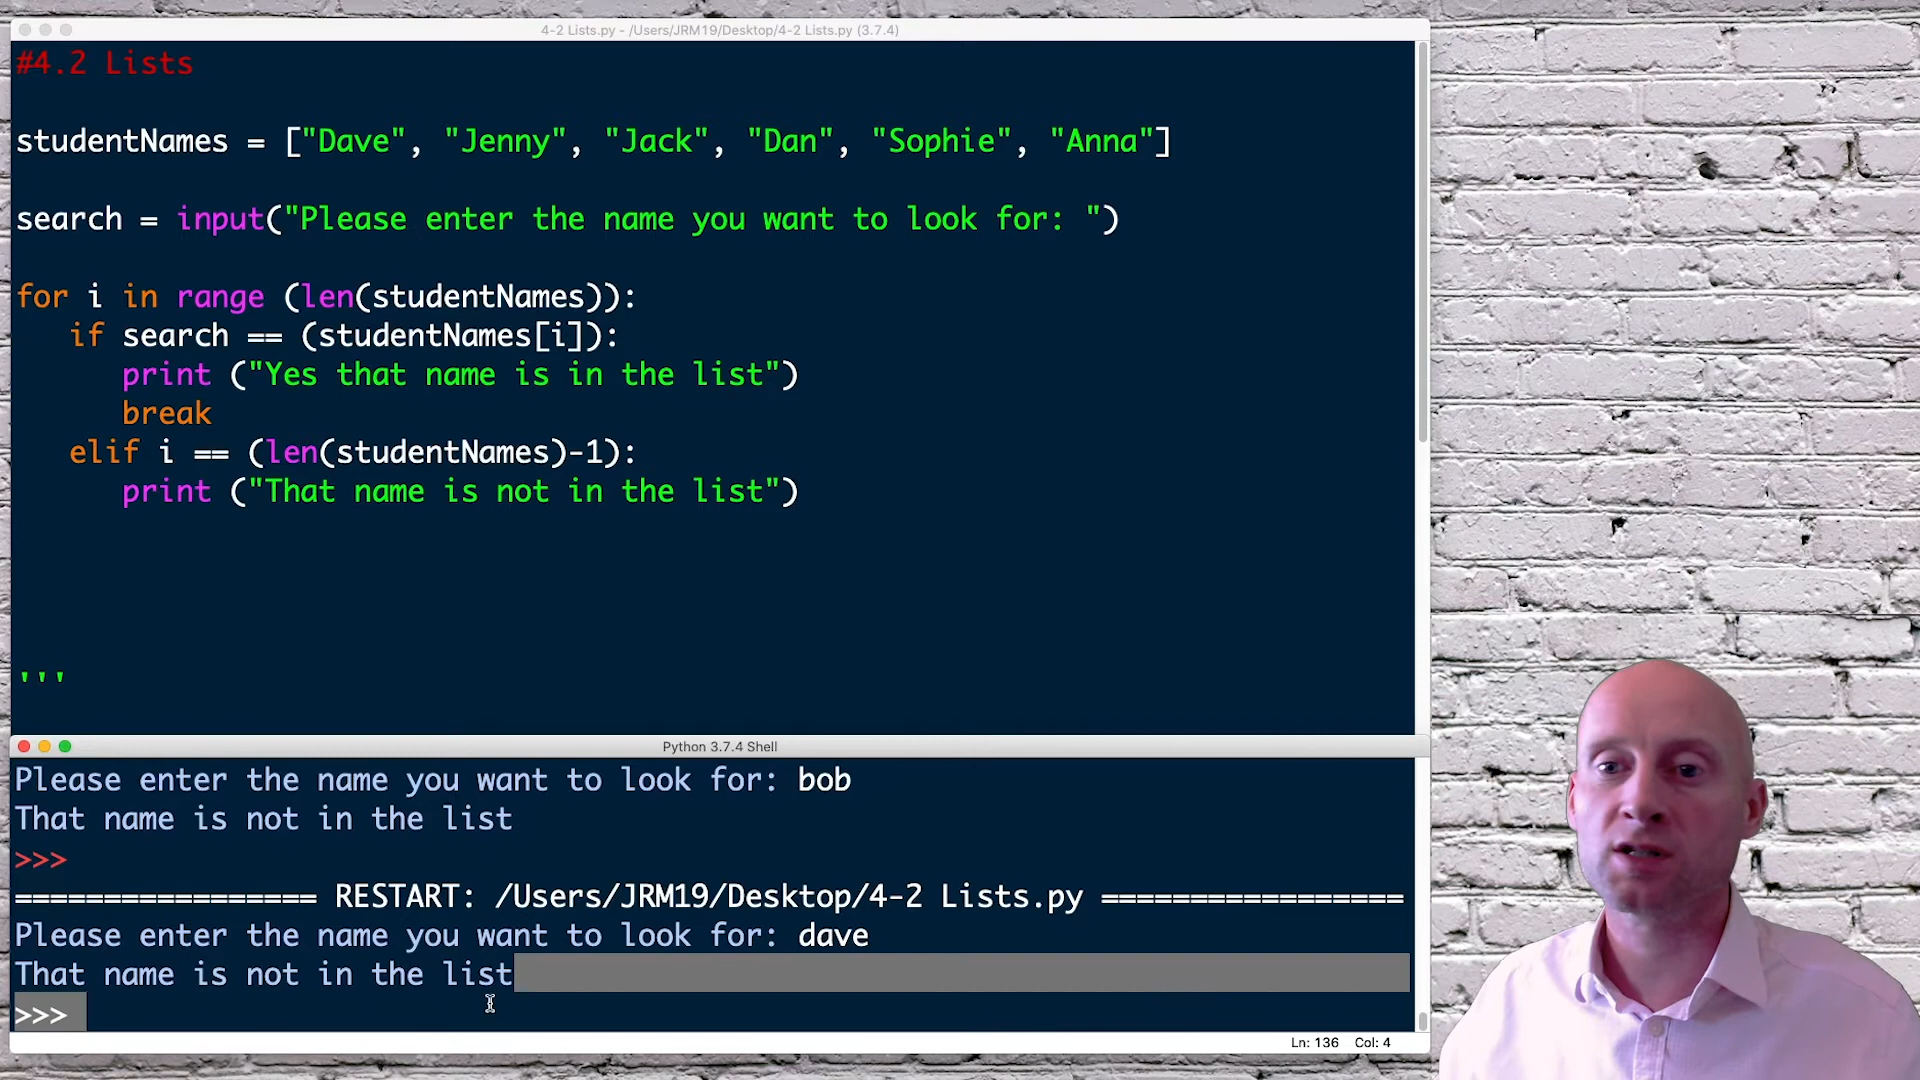 4-2 Lists.py - /Users/JRM19/Desktop/4-2 Lists.py (3.7.4)
#4.2 Lists
studentNames = ["Dave", "Jenny", "Jack", "Dan", "Sophie", "Anna"]
search = input("Please enter the name you want to look for: ")
for i in range (len(studentNames)):
if search == (studentNames[i]):
print ("Yes that name is in the list")
break
elif i == (len(studentNames)-1):
print ("That name is not in the list")
'''
Python 3.7.4 Shell
Please enter the name you want to look for: bob
That name is not in the list
>>>
================= RESTART: /Users/JRM19/Desktop/4-2 Lists.py =================
Please enter the name you want to look for: dave
That name is not in the list
>>>
Ln: 136 Col: 4